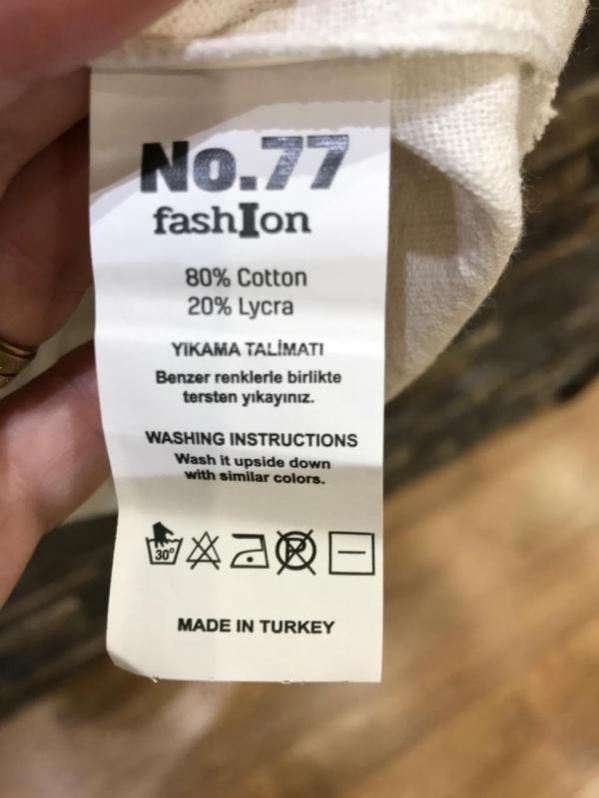 No.77
fashIon
80% Cotton
20% Lycra
YIKAMA TALİMATI
Benzer renklerle birlikte
tersten yıkayınız.
WASHING INSTRUCTIONS
Wash it upside down
with similar colors.
30° P
MADE IN TURKEY